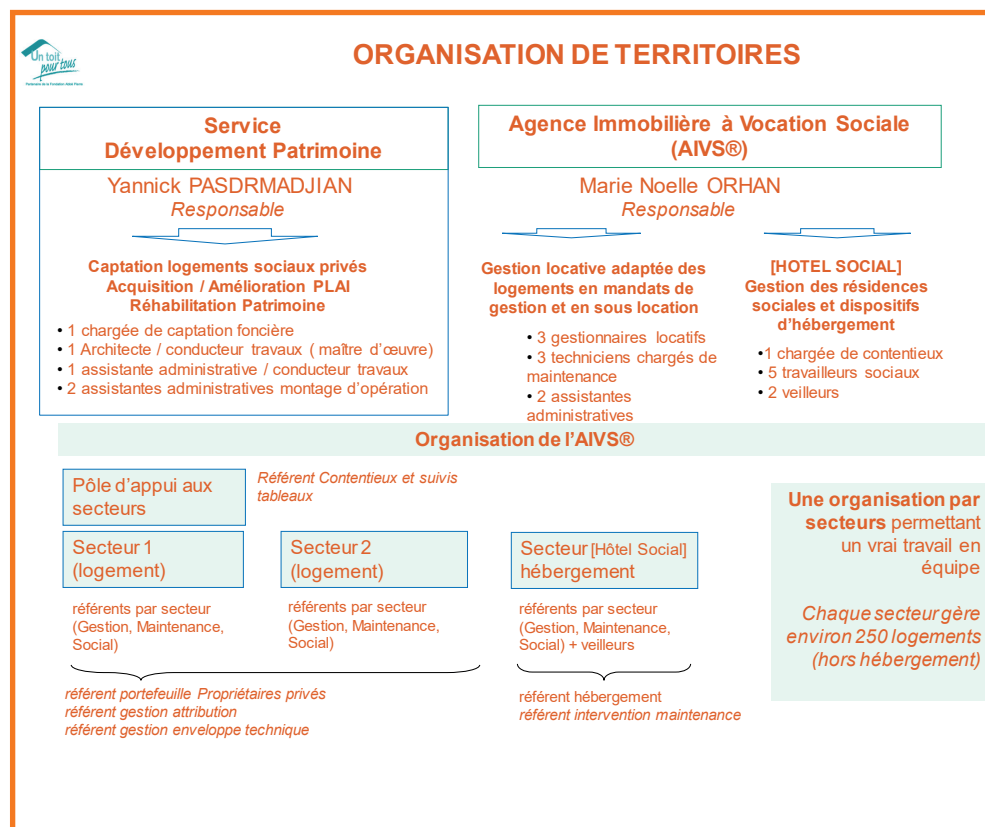 Un toit
pour tous
Partenaire de la Fondation Abbé Pierre
ORGANISATION DE TERRITOIRES
Service
Développement Patrimoine
Yannick PASDRMADJIAN
Responsable
Captation logements sociaux privés
Acquisition / Amélioration PLAI
Réhabilitation Patrimoine
• 1 chargée de captation foncière
• 1 Architecte / conducteur travaux ( maître d'œuvre)
• 1 assistante administrative / conducteur travaux
• 2 assistantes administratives montage d'opération
Agence Immobilière à Vocation Sociale
(AIVS®)
Marie Noelle ORHAN
Responsable
Gestion locative adaptée des
logements en mandats de
gestion et en sous location
• 3 gestionnaires locatifs
• 3 techniciens chargés de
maintenance
• 2 assistantes
administratives
[HOTEL SOCIAL]
Gestion des résidences
sociales et dispositifs
d'hébergement
•1 chargée de contentieux
• 5 travailleurs sociaux
• 2 veilleurs
Organisation de l'AIVS®
Pôle d'appui aux
secteurs
Référent Contentieux et suivis
tableaux
Secteur 1
(logement)
référents par secteur
(Gestion, Maintenance,
Social)
Secteur 2
(logement)
référents par secteur
(Gestion, Maintenance,
Social)
Secteur [Hôtel Social]
hébergement
référents par secteur
(Gestion, Maintenance,
Social) + veilleurs
référent portefeuille Propriétaires privés
référent gestion attribution
référent gestion enveloppe technique
référent hébergement
référent intervention maintenance
Une organisation par
secteurs permettant
un vrai travail en
équipe
Chaque secteur gère
environ 250 logements
(hors hébergement)